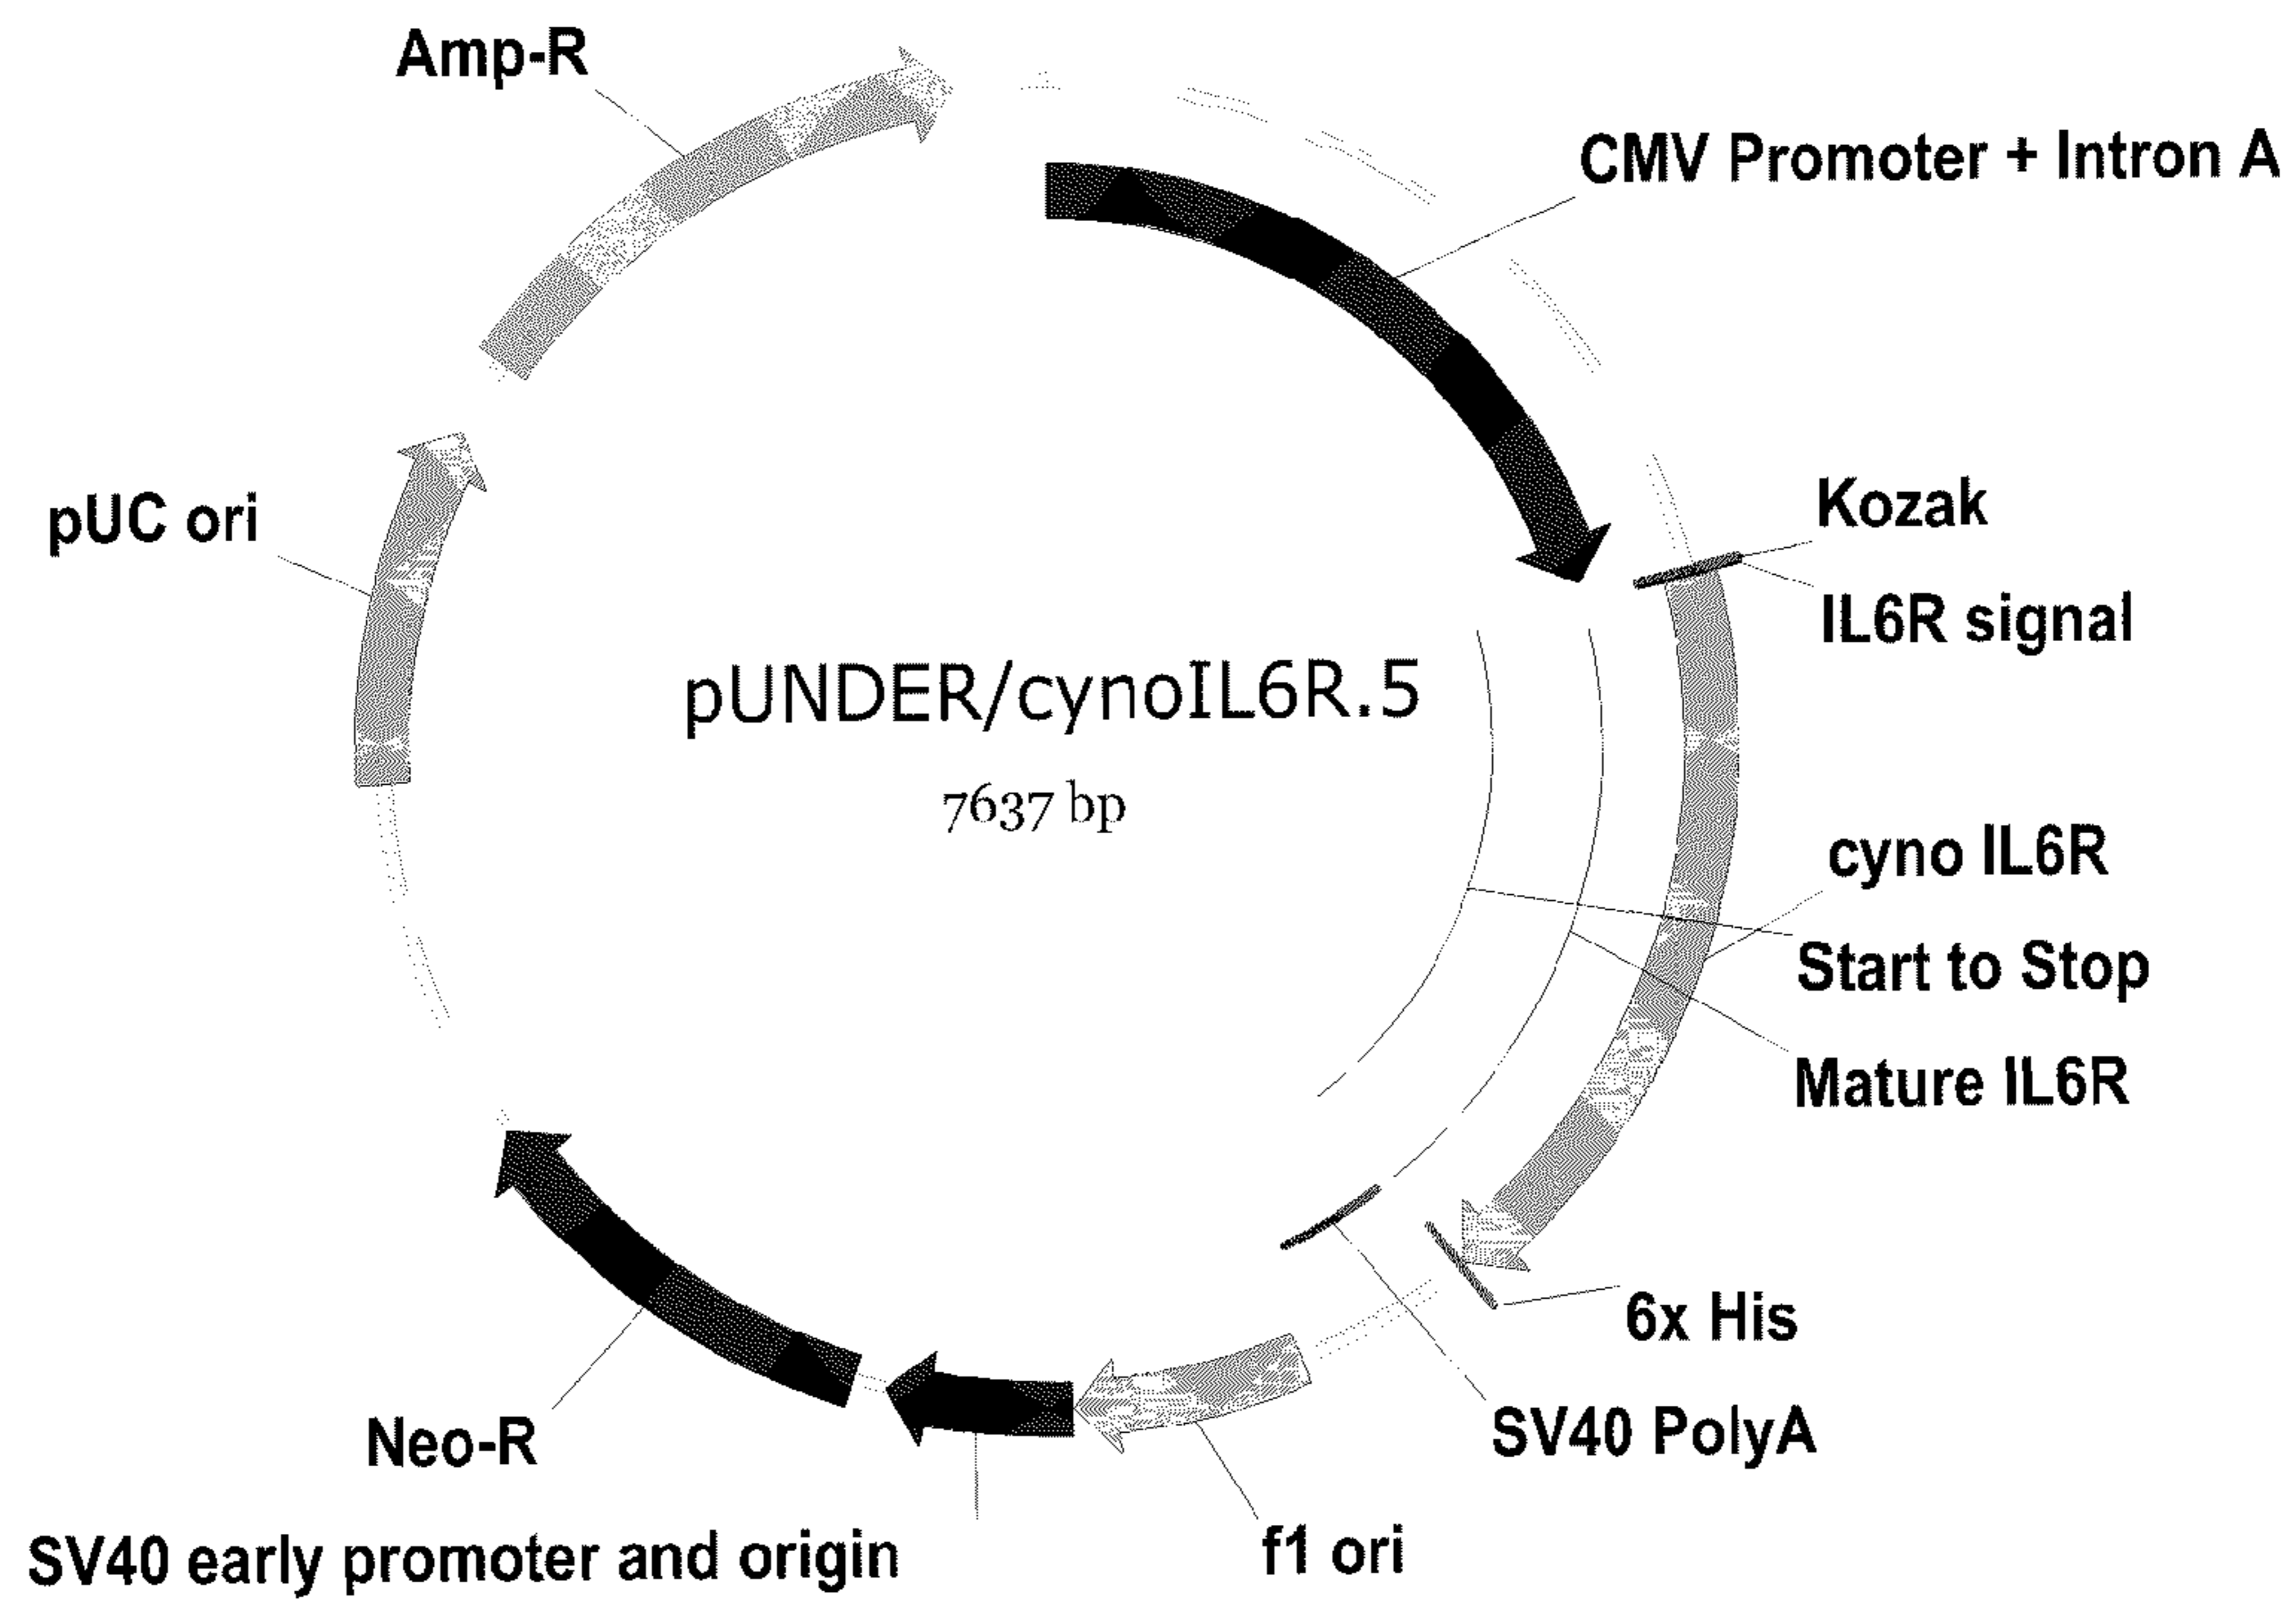 Amp-R
CMV Promoter + Intron A
Kozak
pUC ori
IL6R signal
pUNDER/cynoIL6R.5
7637 bp
cyno IL6R
Start to Stop
Mature IL6R
6x His
SV40 PolyA
Neo-R
f1 ori
SV40 early promoter and origin